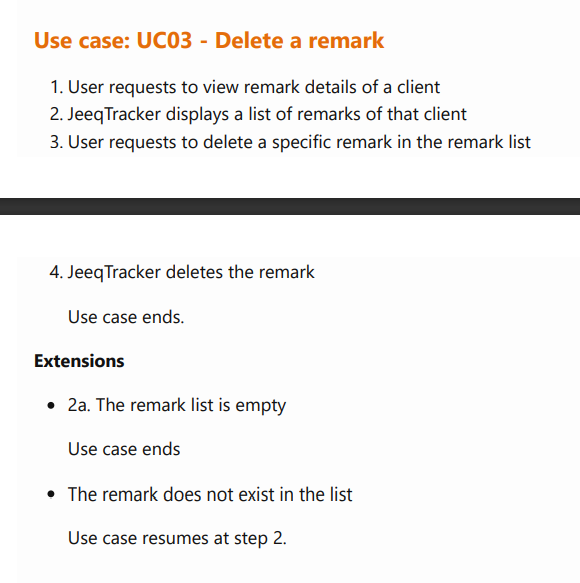 Use case: UC03 - Delete a remark
1. User requests to view remark details of a client
2. JeeqTracker displays a list of remarks of that client
3. User requests to delete a specific remark in the remark list
4. JeeqTracker deletes the remark
Use case ends.
Extensions
• 2a. The remark list is empty
Use case ends
• The remark does not exist in the list
Use case resumes at step 2.